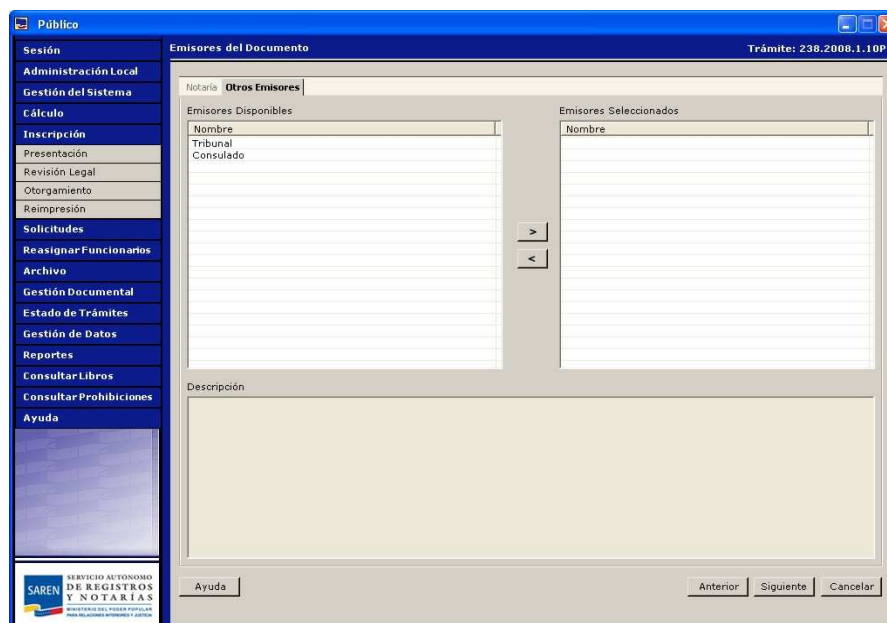 Público
Sesión
Administración Local
Gestión del Sistema
Cálculo
Inscripción
Presentación
Revisión Legal
Otorgamiento
Reimpresión
Solicitudes
Reasignar Funcionarios
Archivo
Gestión Documental
Estado de Trámites
Gestión de Datos
Reportes
Consultar Libros
Consultar Prohibiciones
Ayuda
SAREN
SERVICIO AUTONOMO
DE REGISTROS
Y NOTARÍAS
MINISTERIO DEL PODER POPULAR
PARA RELACIONES INTERIORES Y JUSTICIA
Emisores del Documento Trámite: 238.2008.1.10P
Notaría Otros Emisores
Emisores Disponibles
Nombre
Tribunal
Consulado
>
<
Emisores Seleccionados
Nombre
Descripción
Ayuda Anterior Siguiente Cancelar